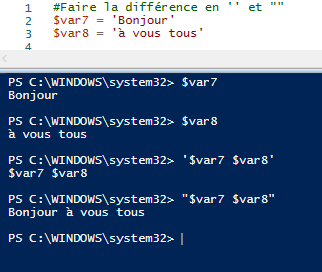 1 #Faire la différence en '' et ""
2 $var7 = 'Bonjour'
3 $var8 = 'à vous tous'
4
PS C:\WINDOWS\system32> $var7
Bonjour
PS C:\WINDOWS\system32> $var8
à vous tous
PS C:\WINDOWS\system32> '$var7 $var8'
$var7 $var8
PS C:\WINDOWS\system32> "$var7 $var8"
Bonjour à vous tous
PS C:\WINDOWS\system32>